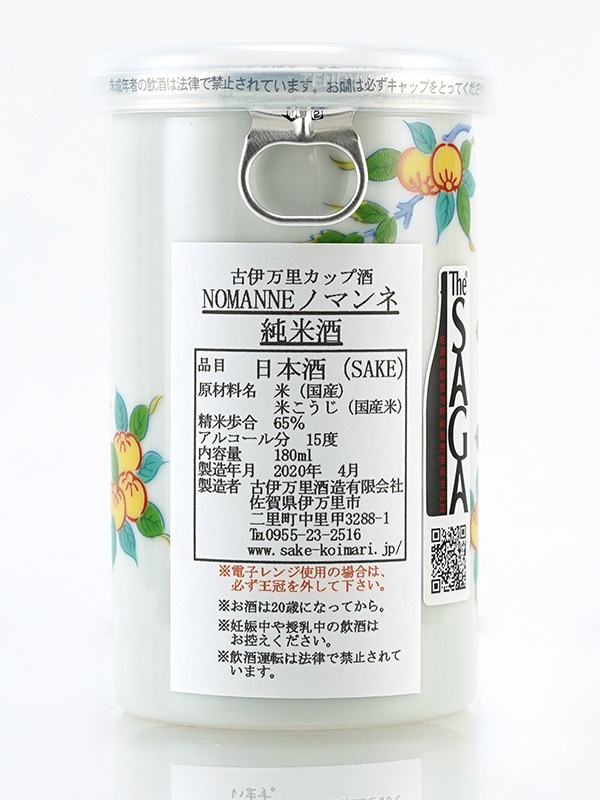 未成年者の飲酒は法律で禁止されています。お燗は必ずキャップをとってくださ
古伊万里カップ酒
NOMANNEノマンネ
純米酒
品目 日本酒 (SAKE)
原材料名 米 (国産)
米こうじ (国産米)
精米歩合 65%
アルコール分 15度
内容量 180ml
製造年月 2020年 4月
製造者 古伊万里酒造有限会社
佐賀県伊万里市
二里町中里甲3288-1
℡0955-23-2516
www.sake-koimari.jp/
※電子レンジ使用の場合は、
必ず王冠を外して下さい。
※お酒は20歳になってから。
※妊娠中や授乳中の飲酒は
お控えください。
※飲酒運転は法律で禁止されて
います。
The
SAGA